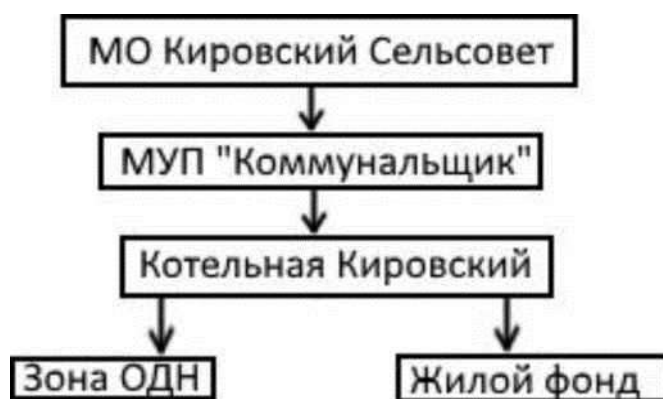 МО Кировский Сельсовет
МУП "Коммунальщик"
Котельная Кировский
Зона ОДН
Жилой фонд